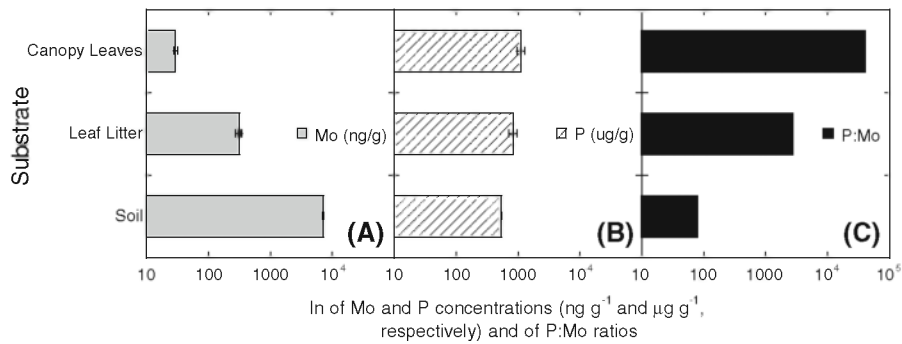 Substrate
Canopy Leaves
Leaf Litter
Soil
Mo (ng/g)
(A)
P (ug/g)
(B)
P:Mo
(C)
10 100 1000 10⁴
10 100 1000
10 100 1000 10⁴ 10⁵
ln of Mo and P concentrations (ng g⁻¹ and µg g⁻¹,
respectively) and of P:Mo ratios